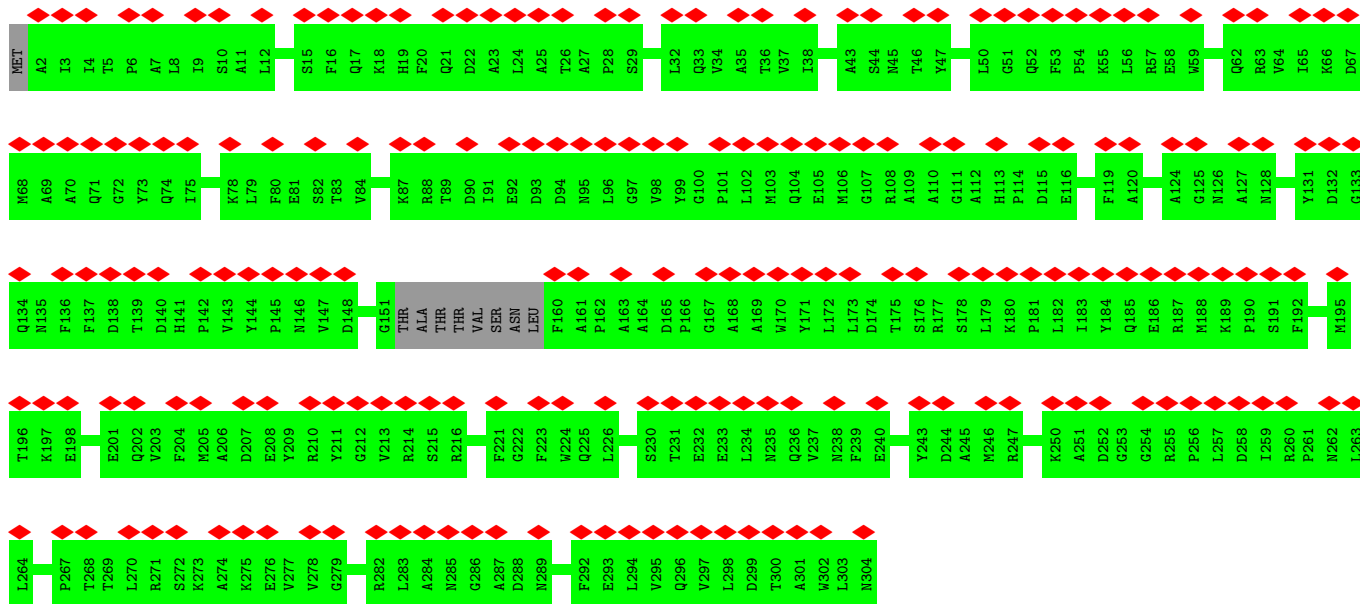 MET A2 I3 I4 T5 P6 A7 L8 I9 S10 A11 L12 S15 F16 Q17 K18 H19 F20 Q21 D22 A23 L24 A25 T26 A27 P28 S29 L32 Q33 V34 A35 T36 V37 I38 A43 S44 N45 T46 Y47 L50 G51 Q52 F53 P54 K55 L56 R57 E58 W59 Q62 R63 V64 I65 K66 D67
M68 A69 A70 Q71 G72 Y73 Q74 I75 K78 L79 F80 E81 S82 T83 V84 K87 R88 T89 D90 I91 E92 D93 D94 N95 L96 G97 V98 Y99 G100 P101 L102 M103 Q104 E105 M106 G107 R108 A109 A110 G111 A112 H113 P114 D115 E116 F119 A120 A124 G125 N126 A127 N128 Y131 D132 G133
Q134 N135 F136 F137 D138 T139 D140 H141 P142 V143 Y144 P145 N146 V147 D148 G151 THR ALA THR THR VAL SER ASN LEU F160 A161 P162 A163 A164 D165 P166 G167 A168 A169 W170 Y171 L172 L173 D174 T175 S176 R177 S178 L179 K180 P181 L182 I183 Y184 Q185 E186 R187 M188 K189 P190 S191 F192 M195
T196 K197 E198 E201 Q202 V203 F204 M205 A206 D207 E208 Y209 R210 Y211 G212 V213 R214 S215 R216 F221 G222 F223 W224 Q225 L226 S230 T231 E232 E233 L234 N235 Q236 V237 N238 F239 E240 Y243 D244 A245 M246 R247 K250 A251 D252 G253 G254 R255 P256 L257 D258 I259 R260 P261 N262 L263
L264 P267 T268 T269 L270 R271 S272 K273 A274 K275 E276 V277 V278 G279 R282 L283 A284 N285 G286 A287 D288 N289 F292 E293 L294 V295 Q296 V297 L298 D299 T300 A301 W302 L303 N304